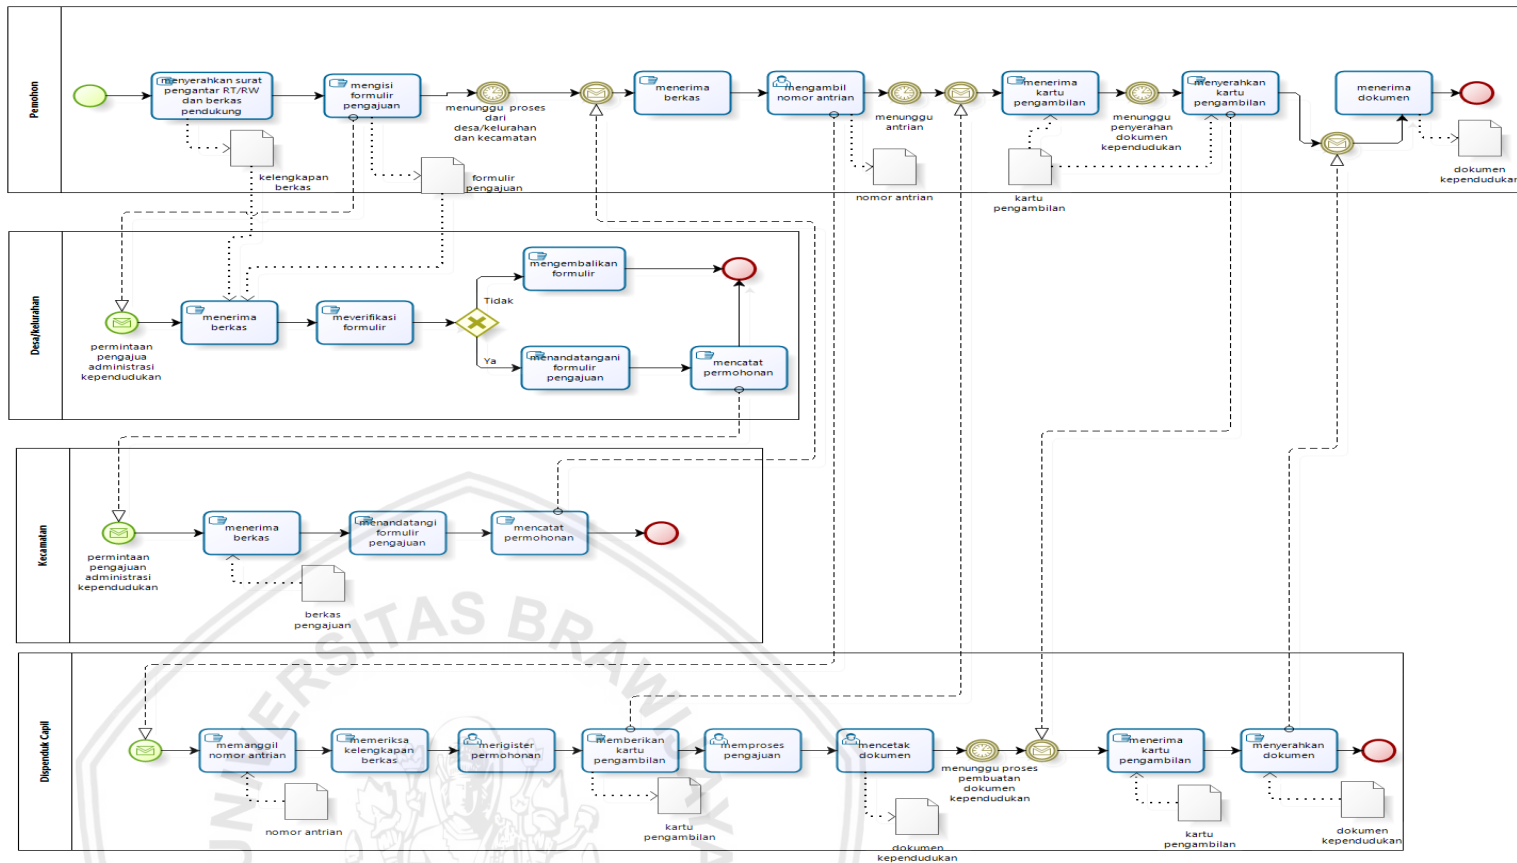 Pemohon
menyerahkan surat
pengantar RT/RW
dan berkas
pendukung
mengisi
formulir
pengajuan
menunggu proses
dari
desa/kelurahan
dan kecamatan
menerima
berkas
mengambil
nomor antrian
menunggu
antrian
menerima
kartu
pengambilan
menunggu
penyerahan
dokumen
kependudukan
menyerahkan
kartu
pengambilan
menerima
dokumen
kelengkapan
berkas
formulir
pengajuan
nomor antrian
kartu
pengambilan
dokumen
kependudukan
Desa/kelurahan
permintaan
pengajua
administrasi
kependudukan
menerima
berkas
meverifikasi
formulir
Tidak
Ya
mengembalikan
formulir
menandatangani
formulir
pengajuan
mencatat
permohonan
Kecamatan
permintaan
pengajuan
administrasi
kependudukan
menerima
berkas
menandatangi
formulir
pengajuan
mencatat
permohonan
berkas
pengajuan
Dispenduk Capil
memanggil
nomor antrian
memeriksa
kelengkapan
berkas
merigister
permohonan
memberikan
kartu
pengambilan
memproses
pengajuan
mencetak
dokumen
menunggu proses
pembuatan
dokumen
kependudukan
menerima
kartu
pengambilan
menyerahkan
dokumen
nomor antrian
kartu
pengambilan
dokumen
kependudukan
kartu
pengambilan
dokumen
kependudukan
UNIVERSITAS BRAWIJAYA